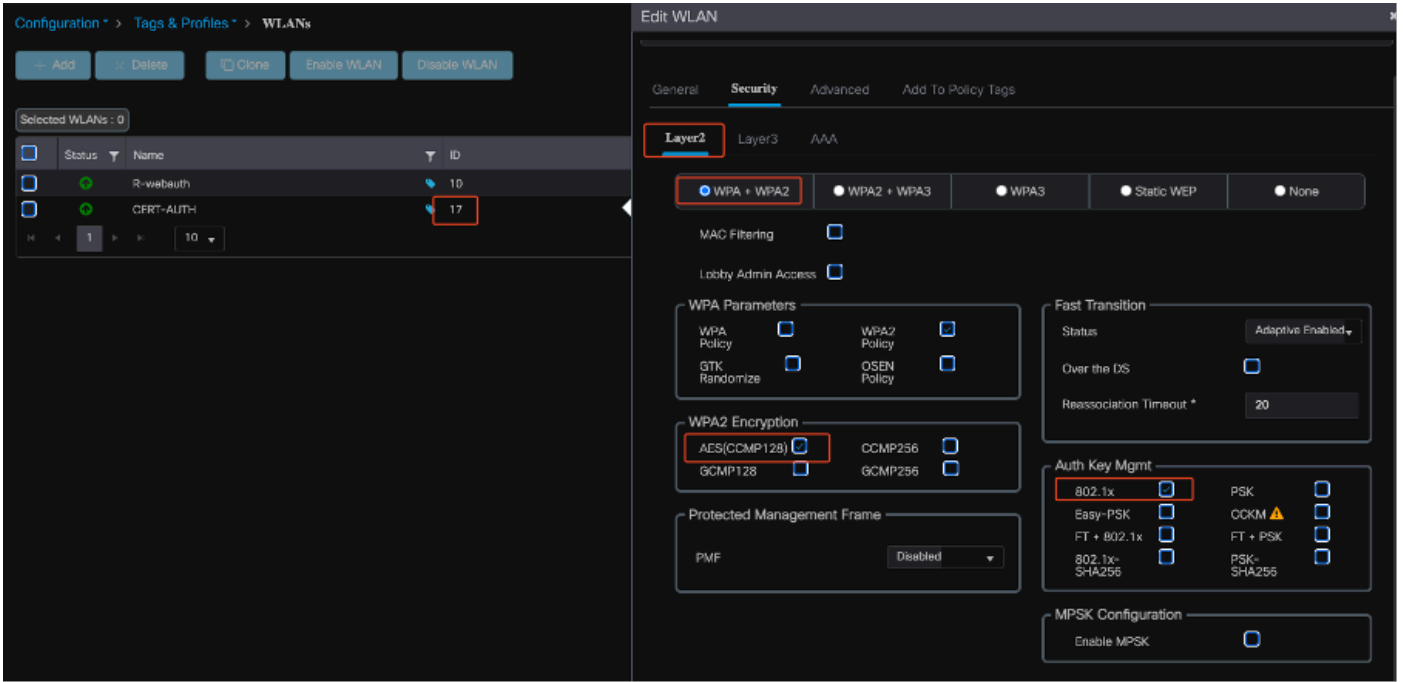 Configuration > Tags & Profiles > WLANs
+ Add
× Delete
Clone
Enable WLAN
Disable WLAN
Selected WLANs : 0
Status
Name
ID
R-webauth
10
CERT-AUTH
17
1
10
Edit WLAN
General
Security
Advanced
Add To Policy Tags
Layer2
Layer3
AAA
WPA + WPA2
WPA2 + WPA3
WPA3
Static WEP
None
MAC Filtering
Lobby Admin Access
WPA Parameters
WPA
Policy
WPA2
Policy
GTK
Randomize
OSEN
Policy
WPA2 Encryption
AES(CCMP128)
CCMP256
GCMP128
GCMP256
Protected Management Frame
PMF
Disabled
Fast Transition
Status
Adaptive Enabled
Over the DS
Reassociation Timeout *
20
Auth Key Mgmt
802.1x
PSK
Easy-PSK
CCKM
FT + 802.1x
FT + PSK
802.1x-
SHA256
PSK-
SHA256
MPSK Configuration
Enable MPSK